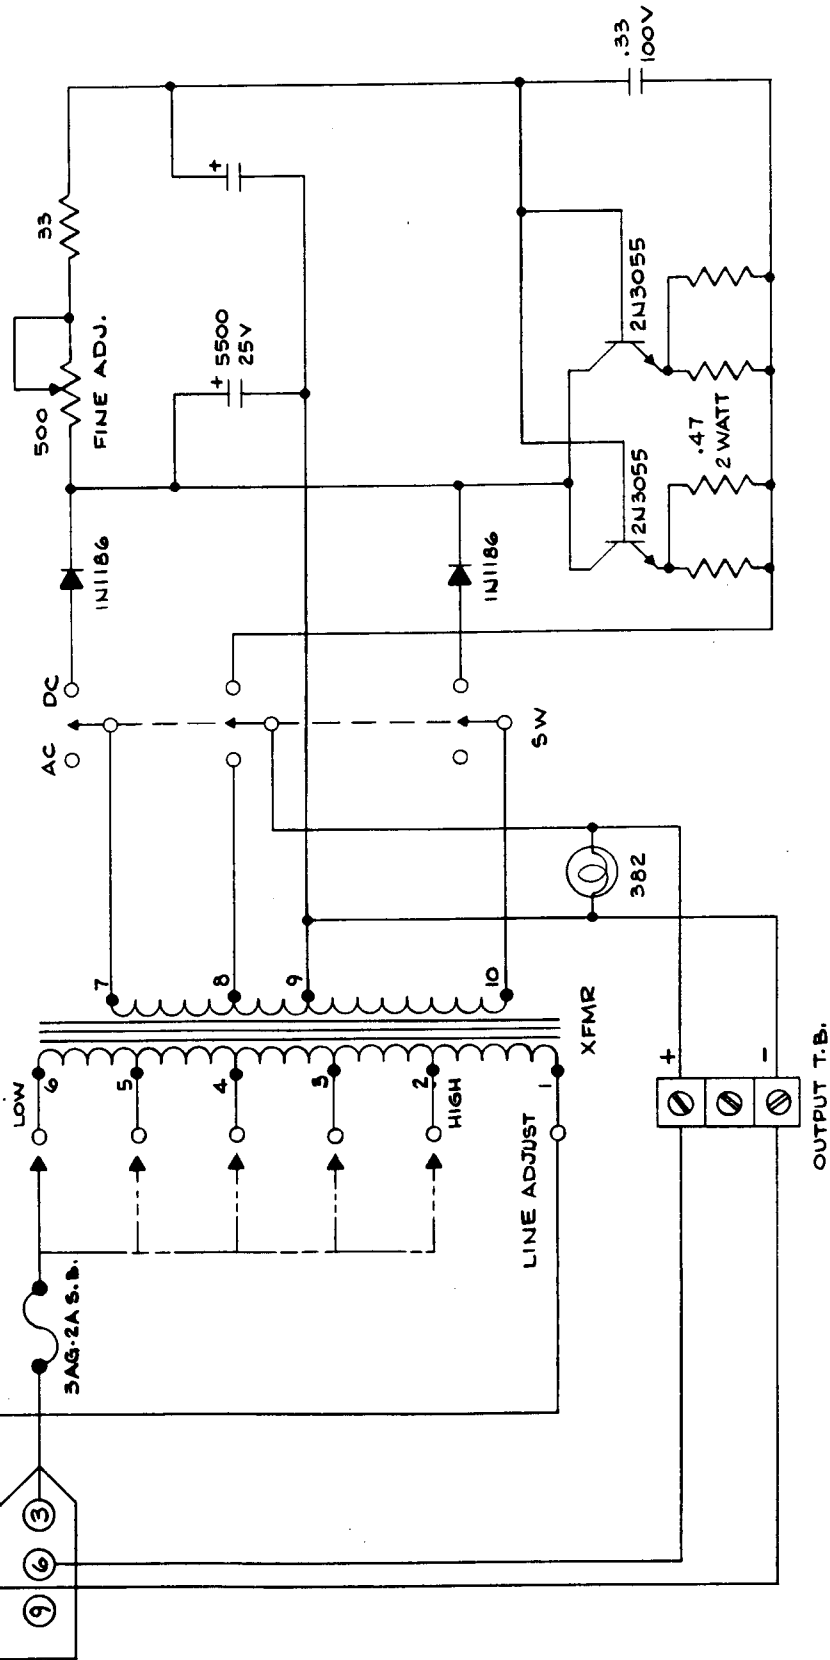 9
6
3
3AG-2A S.B.
LOW
6
5
4
3
2
HIGH
1
LINE ADJUST
XFMR
7
8
9
10
AC
DC
SW
1N1186
1N1186
500
FINE ADJ.
33
+
+ 5500
25V
2N3055
2N3055
.47
2 WATT
.33
100V
382
+
-
OUTPUT T.B.